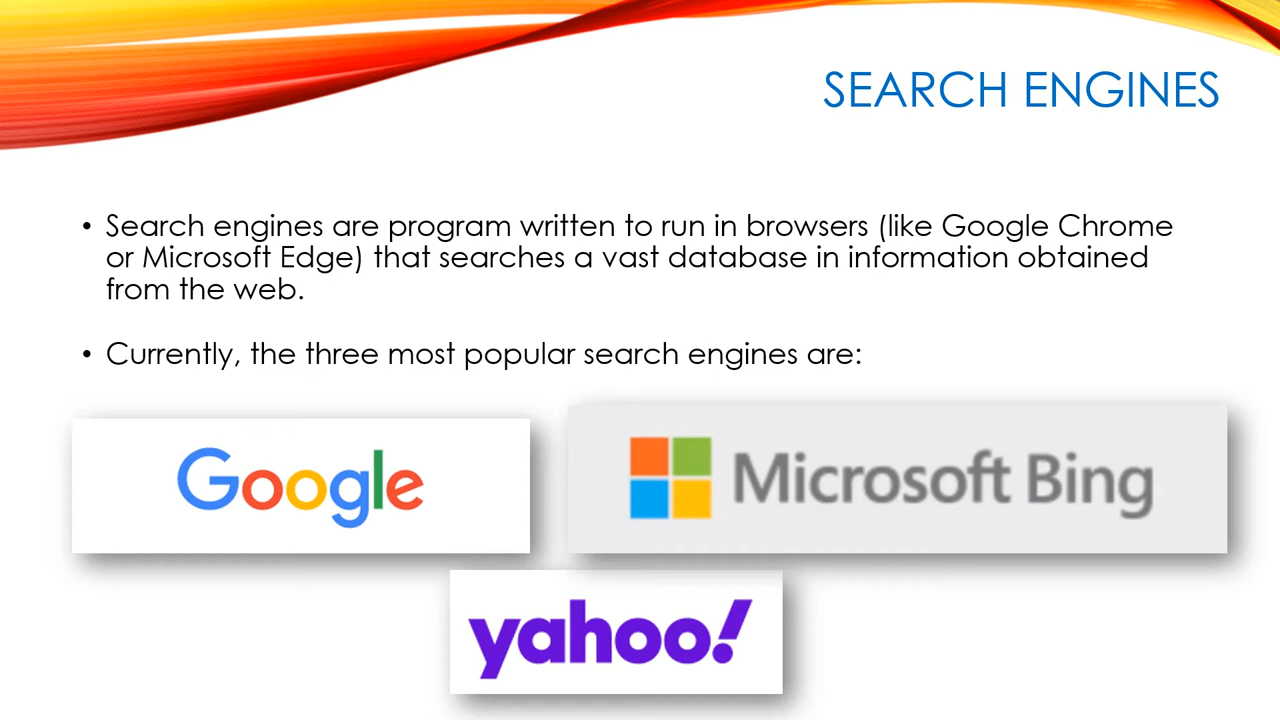 SEARCH ENGINES
• Search engines are program written to run in browsers (like Google Chrome
or Microsoft Edge) that searches a vast database in information obtained
from the web.
• Currently, the three most popular search engines are:
Google
Microsoft Bing
yahoo!